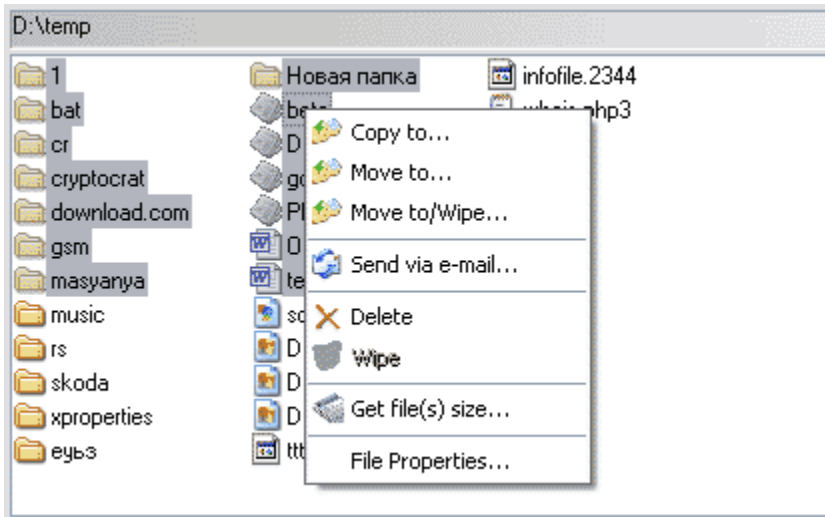 D:\temp
1
bat
cr
cryptocrat
download.com
gsm
masyanya
music
rs
skoda
xproperties
еуьз
Новая папка
infofile.2344
Copy to...
Move to...
Move to/Wipe...
Send via e-mail...
Delete
Wipe
Get file(s) size...
File Properties...